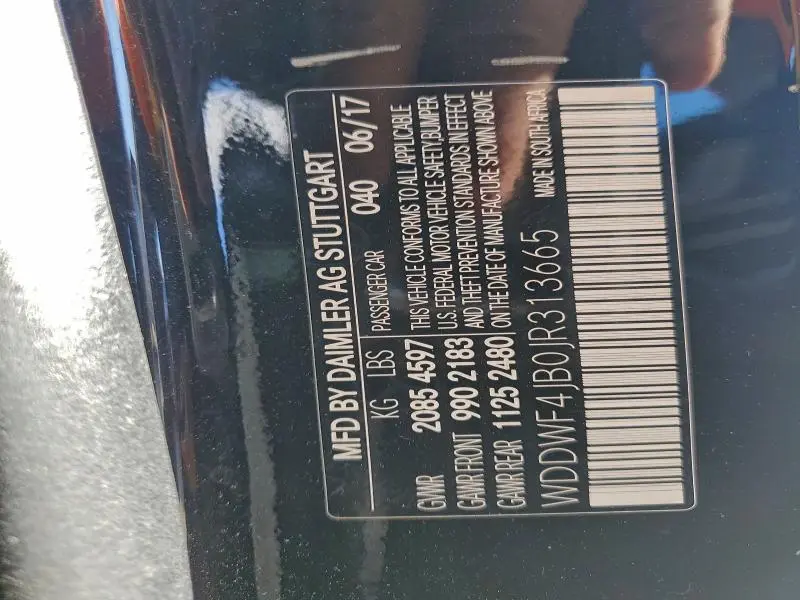 MFD BY DAIMLER AG STUTTGART
KG LBS PASSENGER CAR 040 06/17
GVWR 2085 4597 THIS VEHICLE CONFORMS TO ALL APPLICABLE
U.S. FEDERAL MOTOR VEHICLE SAFETY, BUMPER
GAWR FRONT 990 2183 AND THEFT PREVENTION STANDARDS IN EFFECT
GAWR REAR 1125 2480 ON THE DATE OF MANUFACTURE SHOWN ABOVE
WDDWF4JB0JR313665 MADE IN SOUTH AFRICA